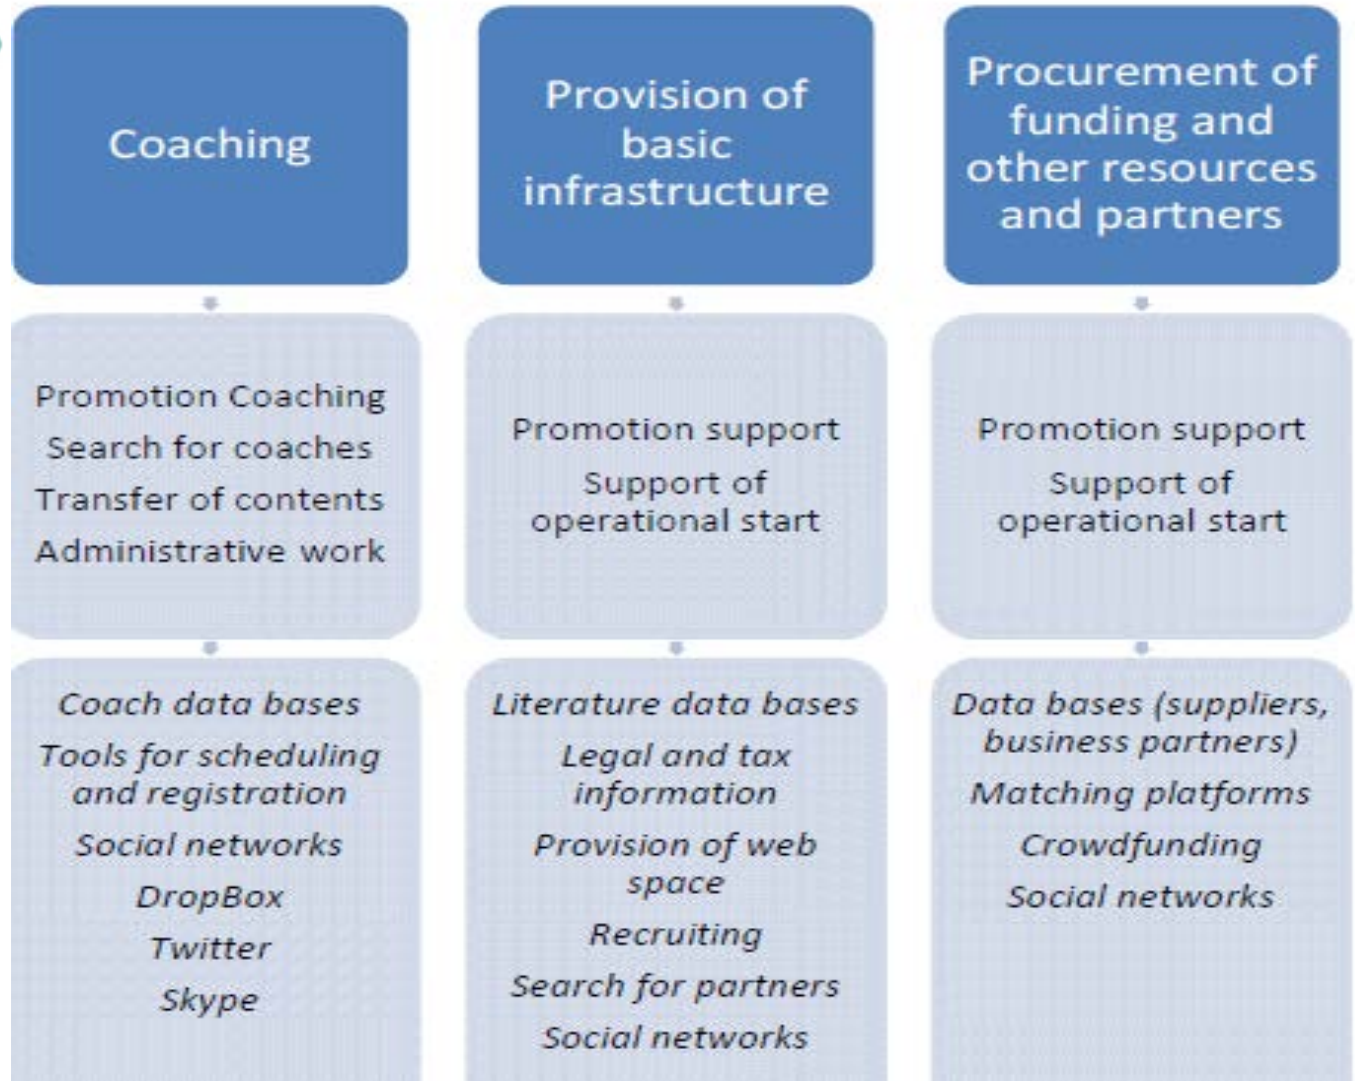 Coaching
Promotion Coaching
Search for coaches
Transfer of contents
Administrative work
Coach data bases
Tools for scheduling
and registration
Social networks
DropBox
Twitter
Skype
Provision of
basic
infrastructure
Promotion support
Support of
operational start
Literature data bases
Legal and tax
information
Provision of web
space
Recruiting
Search for partners
Social networks
Procurement of
funding and
other resources
and partners
Promotion support
Support of
operational start
Data bases (suppliers,
business partners)
Matching platforms
Crowdfunding
Social networks